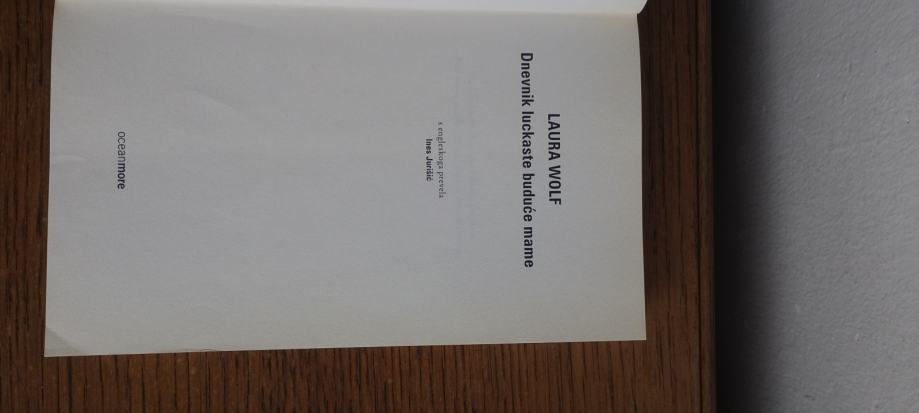 LAURA WOLF
Dnevnik luckaste buduće mame
s engleskoga prevela
Ines Jurišić
oceanmore